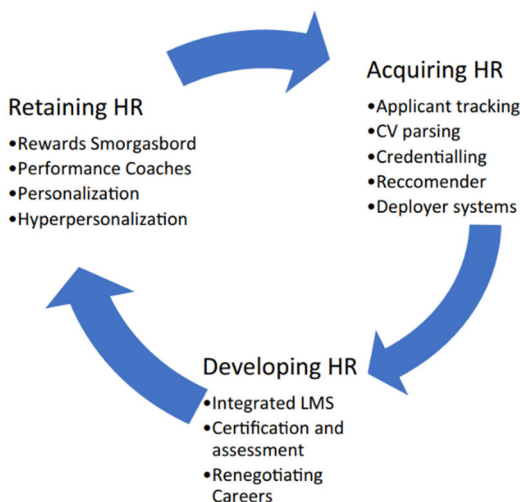 Acquiring HR
•Applicant tracking
•CV parsing
•Credentialling
•Reccomender
•Deployer systems
Developing HR
•Integrated LMS
•Certification and
assessment
•Renegotiating
Careers
Retaining HR
•Rewards Smorgasbord
•Performance Coaches
•Personalization
•Hyperpersonalization